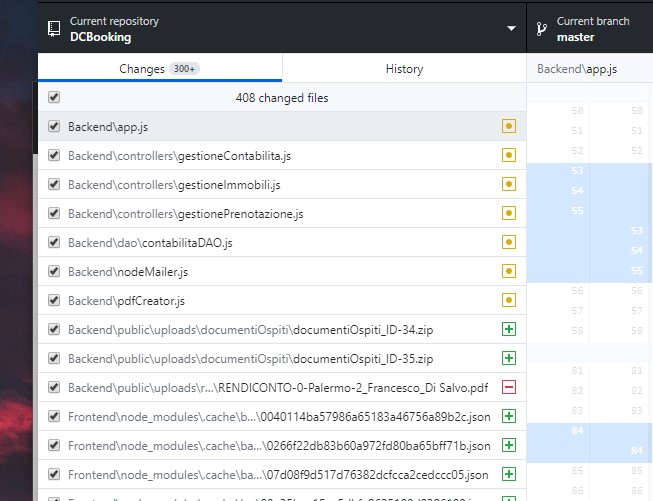 Current repository
DCBooking
Current branch
master
Changes 300+
History
Backend\app.js
408 changed files
Backend\app.js
Backend\controllers\gestioneContabilita.js
Backend\controllers\gestioneImmobili.js
Backend\controllers\gestionePrenotazione.js
Backend\dao\contabilitaDAO.js
Backend\nodeMailer.js
Backend\pdfCreator.js
Backend\public\uploads\documentiOspiti\documentiOspiti_ID-34.zip
Backend\public\uploads\documentiOspiti\documentiOspiti_ID-35.zip
Backend\public\uploads\r...\RENDICONTO-0-Palermo-2_Francesco_Di Salvo.pdf
Frontend\node_modules\.cache\b...\0040114ba57986a65183a46756a89b2c.json
Frontend\node_modules\.cache\ba...\0266f22db83b60a972fd80ba65bff71b.json
Frontend\node_modules\.cache\ba...\07d08f9d517d76382dcfcca2cedccc05.json
50 50
51 51
52 52
53
54
55
53
54
55
56 56
57 57
58 58
81 81
82 82
83 83
84
84
85 85
86 86